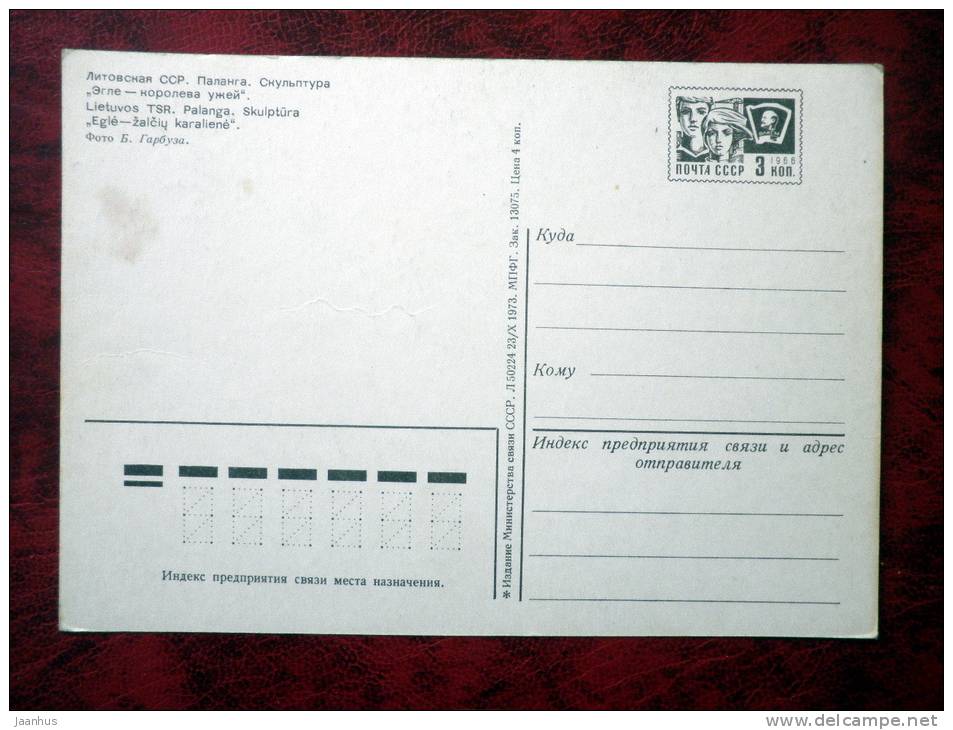 Литовская ССР. Паланга. Скульптура
„Эгле — королева ужей“.
Lietuvos TSR. Palanga. Skulptūra
„Eglė—žalčių karalienė“.
Фото Б. Гарбуза.
1966
ПОЧТА СССР 3 КОП.
✻ Издание Министерства связи СССР. Л 50224 23/X 1973. МПФГ. Зак. 13075. Цена 4 коп.
Куда
Кому
Индекс предприятия связи и адрес
отправителя
Индекс предприятия связи места назначения.
jaanhus
www.delcampe.net